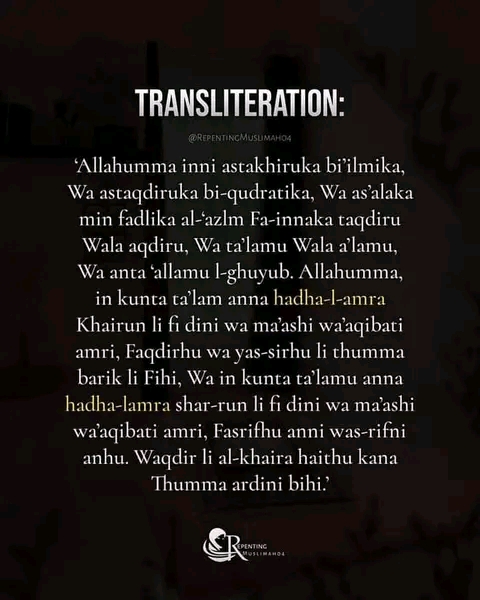 TRANSLITERATION:
@RepentingMuslimah04
‘Allahumma inni astakhiruka bi’ilmika,
Wa astaqdiruka bi-qudratika, Wa as’alaka
min fadlika al-‘azlm Fa-innaka taqdiru
Wala aqdiru, Wa ta’lamu Wala a’lamu,
Wa anta ‘allamu l-ghuyub. Allahumma,
in kunta ta’lam anna hadha-l-amra
Khairun li fi dini wa ma’ashi wa’aqibati
amri, Faqdirhu wa yas-sirhu li thumma
barik li Fihi, Wa in kunta ta’lamu anna
hadha-lamra shar-run li fi dini wa ma’ashi
wa’aqibati amri, Fasrifhu anni was-rifni
anhu. Waqdir li al-khaira haithu kana
Thumma ardini bihi.’
Repenting
Muslimah04